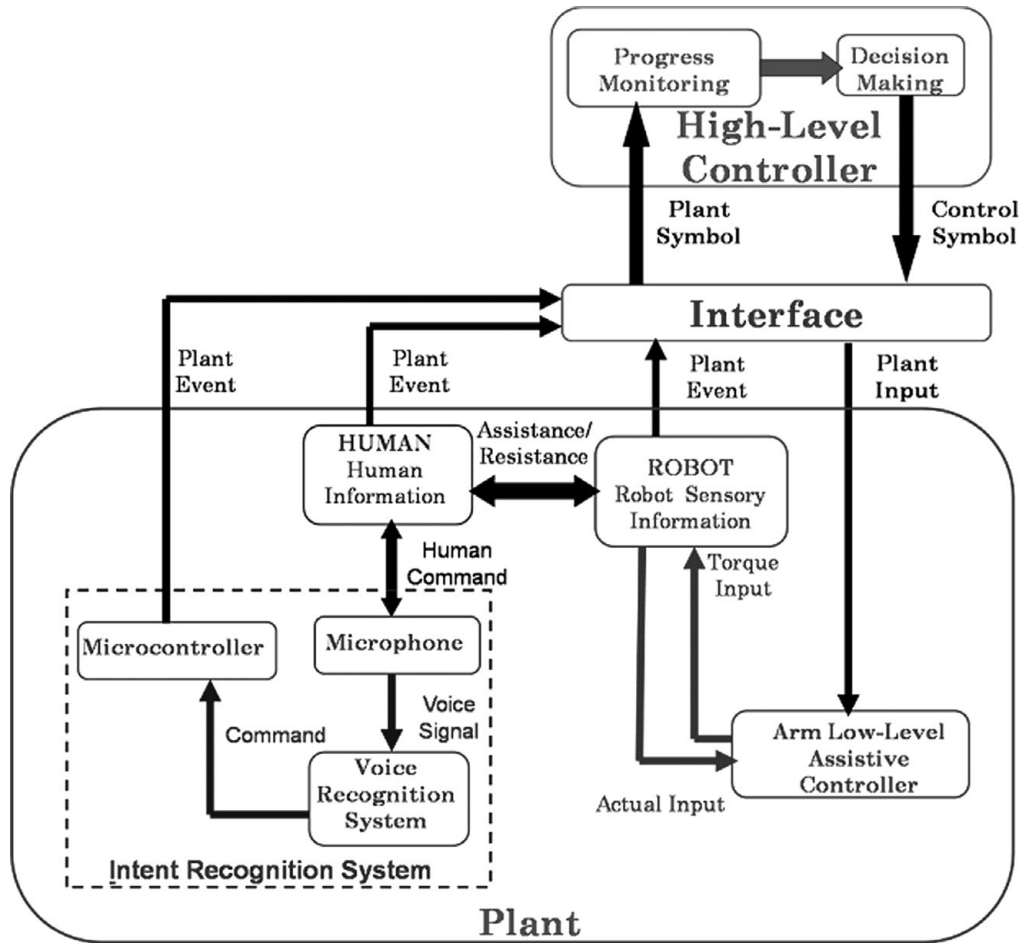 Progress
Monitoring
Decision
Making
High-Level
Controller
Plant
Symbol
Control
Symbol
Interface
Plant
Event
Plant
Event
Plant
Event
Plant
Input
HUMAN
Human
Information
Assistance/
Resistance
ROBOT
Robot Sensory
Information
Human
Command
Torque
Input
Microcontroller
Microphone
Voice
Signal
Command
Voice
Recognition
System
Arm Low-Level
Assistive
Controller
Actual Input
Intent Recognition System
Plant